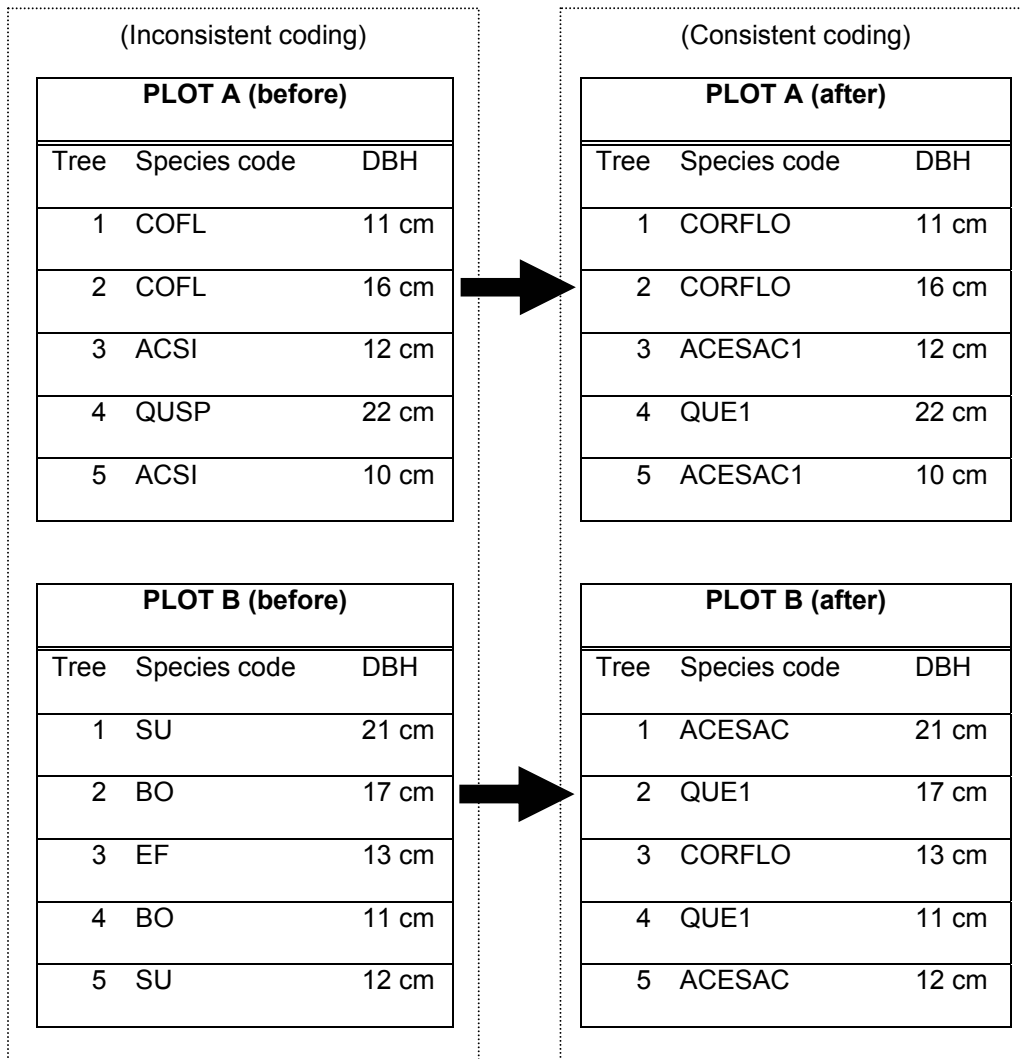 (Inconsistent coding)
PLOT A (before)
Tree Species code DBH
1 COFL 11 cm
2 COFL 16 cm
3 ACSI 12 cm
4 QUSP 22 cm
5 ACSI 10 cm
PLOT B (before)
Tree Species code DBH
1 SU 21 cm
2 BO 17 cm
3 EF 13 cm
4 BO 11 cm
5 SU 12 cm
(Consistent coding)
PLOT A (after)
Tree Species code DBH
1 CORFLO 11 cm
2 CORFLO 16 cm
3 ACESAC1 12 cm
4 QUE1 22 cm
5 ACESAC1 10 cm
PLOT B (after)
Tree Species code DBH
1 ACESAC 21 cm
2 QUE1 17 cm
3 CORFLO 13 cm
4 QUE1 11 cm
5 ACESAC 12 cm